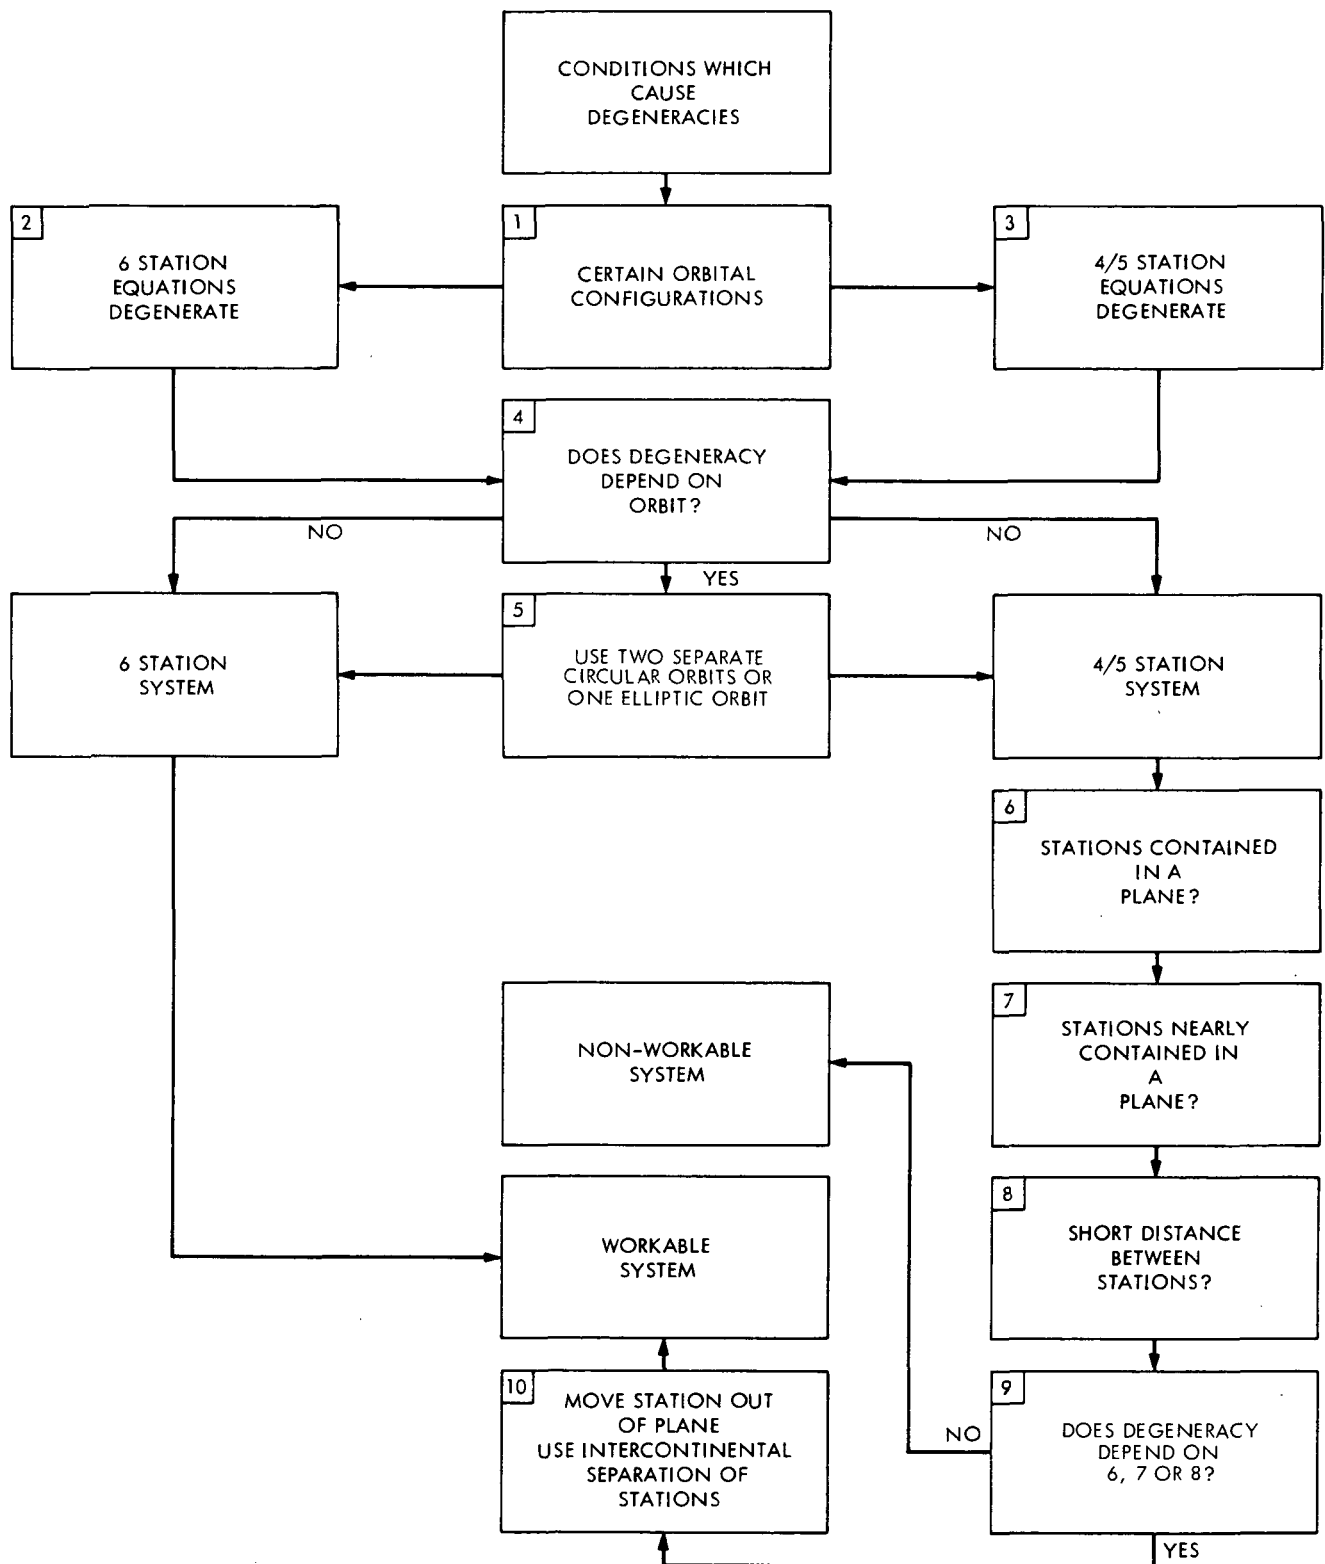 CONDITIONS WHICH
CAUSE
DEGENERACIES
2
6 STATION
EQUATIONS
DEGENERATE
1
CERTAIN ORBITAL
CONFIGURATIONS
3
4/5 STATION
EQUATIONS
DEGENERATE
4
DOES DEGENERACY
DEPEND ON
ORBIT?
NO
NO
YES
6 STATION
SYSTEM
5
USE TWO SEPARATE
CIRCULAR ORBITS OR
ONE ELLIPTIC ORBIT
4/5 STATION
SYSTEM
6
STATIONS CONTAINED
IN A
PLANE?
NON-WORKABLE
SYSTEM
7
STATIONS NEARLY
CONTAINED IN
A
PLANE?
WORKABLE
SYSTEM
8
SHORT DISTANCE
BETWEEN
STATIONS?
10
MOVE STATION OUT
OF PLANE
USE INTERCONTINENTAL
SEPARATION OF
STATIONS
NO
9
DOES DEGENERACY
DEPEND ON
6, 7 OR 8?
YES